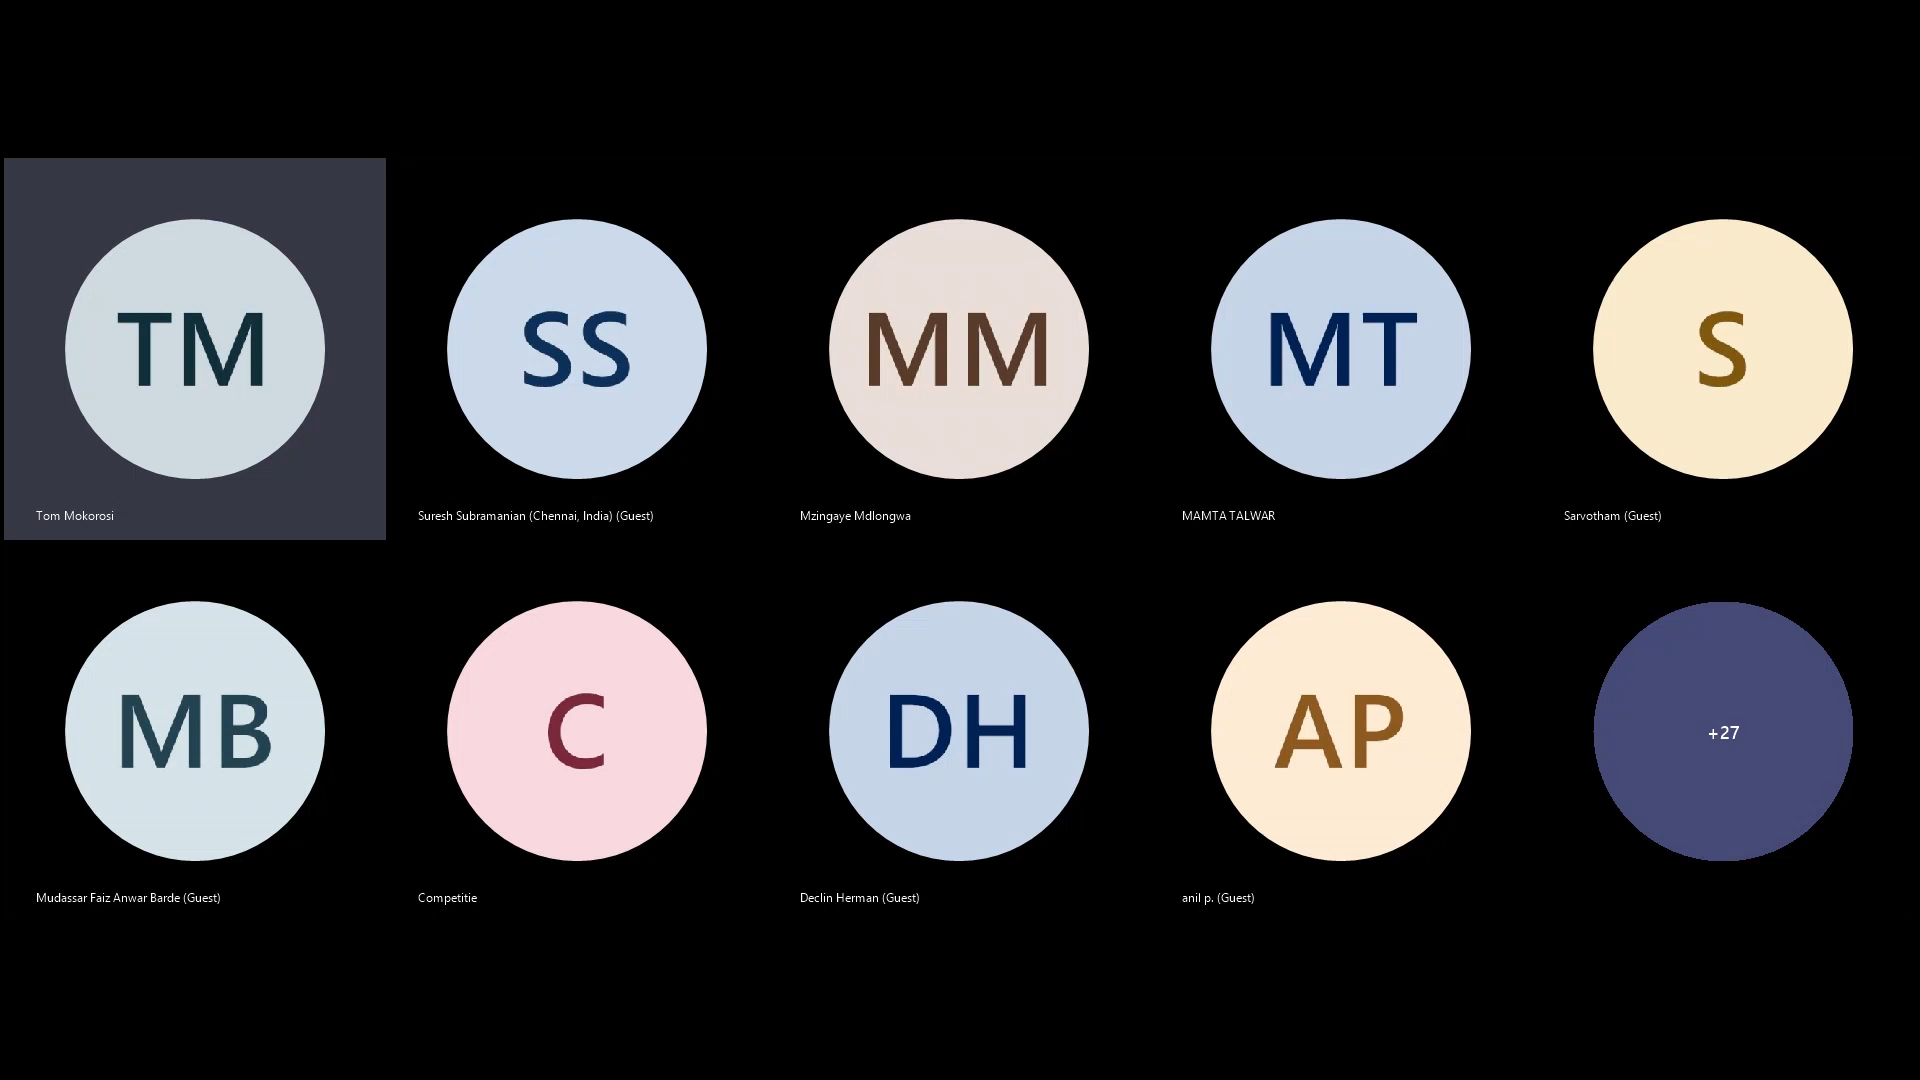 TM
SS
MM
MT
S
Tom Mokorosi
Suresh Subramanian (Chennai, India) (Guest)
Mzingaye Mdlongwa
MAMTA TALWAR
Sarvotham (Guest)
MB
C
DH
AP
+27
Mudassar Faiz Anwar Barde (Guest)
Competitie
Declin Herman (Guest)
anil p. (Guest)